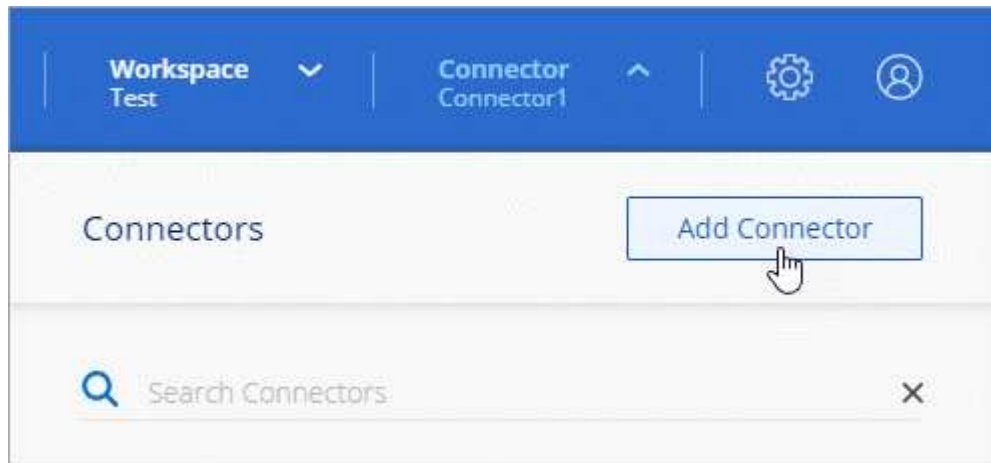 Workspace
Test
Connector
Connector1
Connectors
Add Connector
Search Connectors